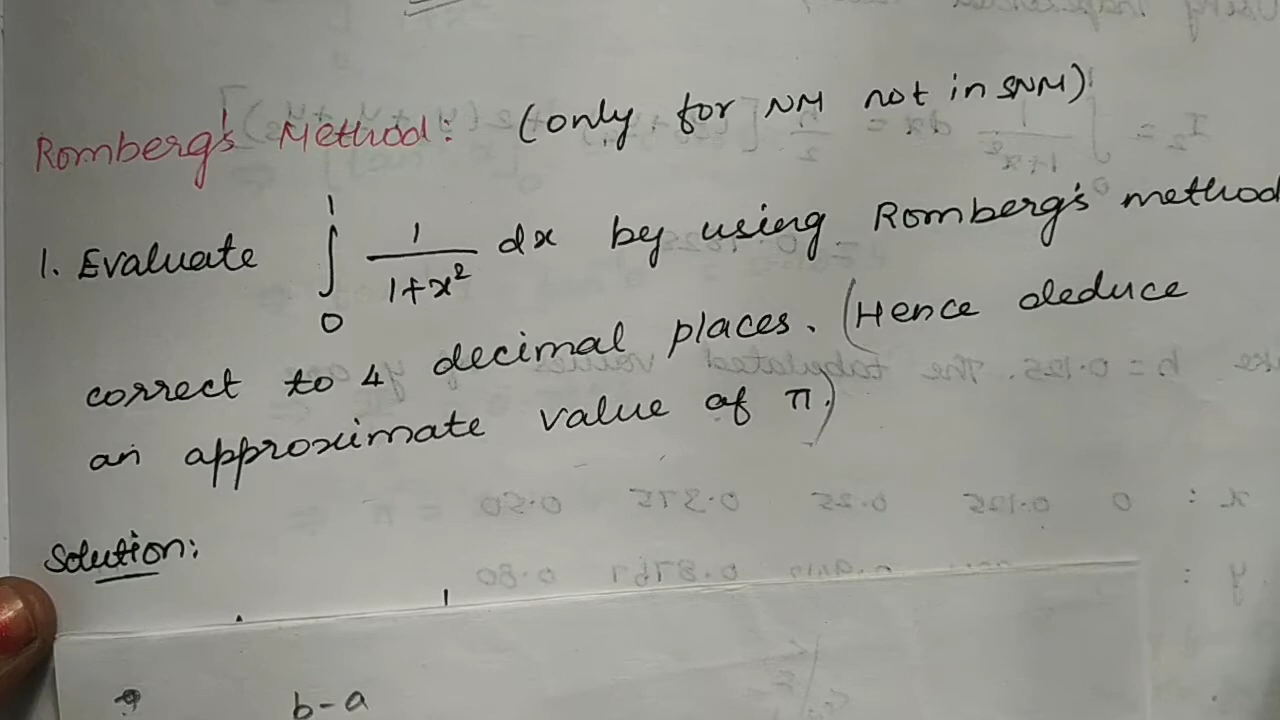 Romberg's Method: (only for NM not in SNM)
1. Evaluate ∫₀¹ 1/(1+x²) dx by using Romberg's method
correct to 4 decimal places. (Hence deduce
an approximate value of π.)
Solution:
b-a